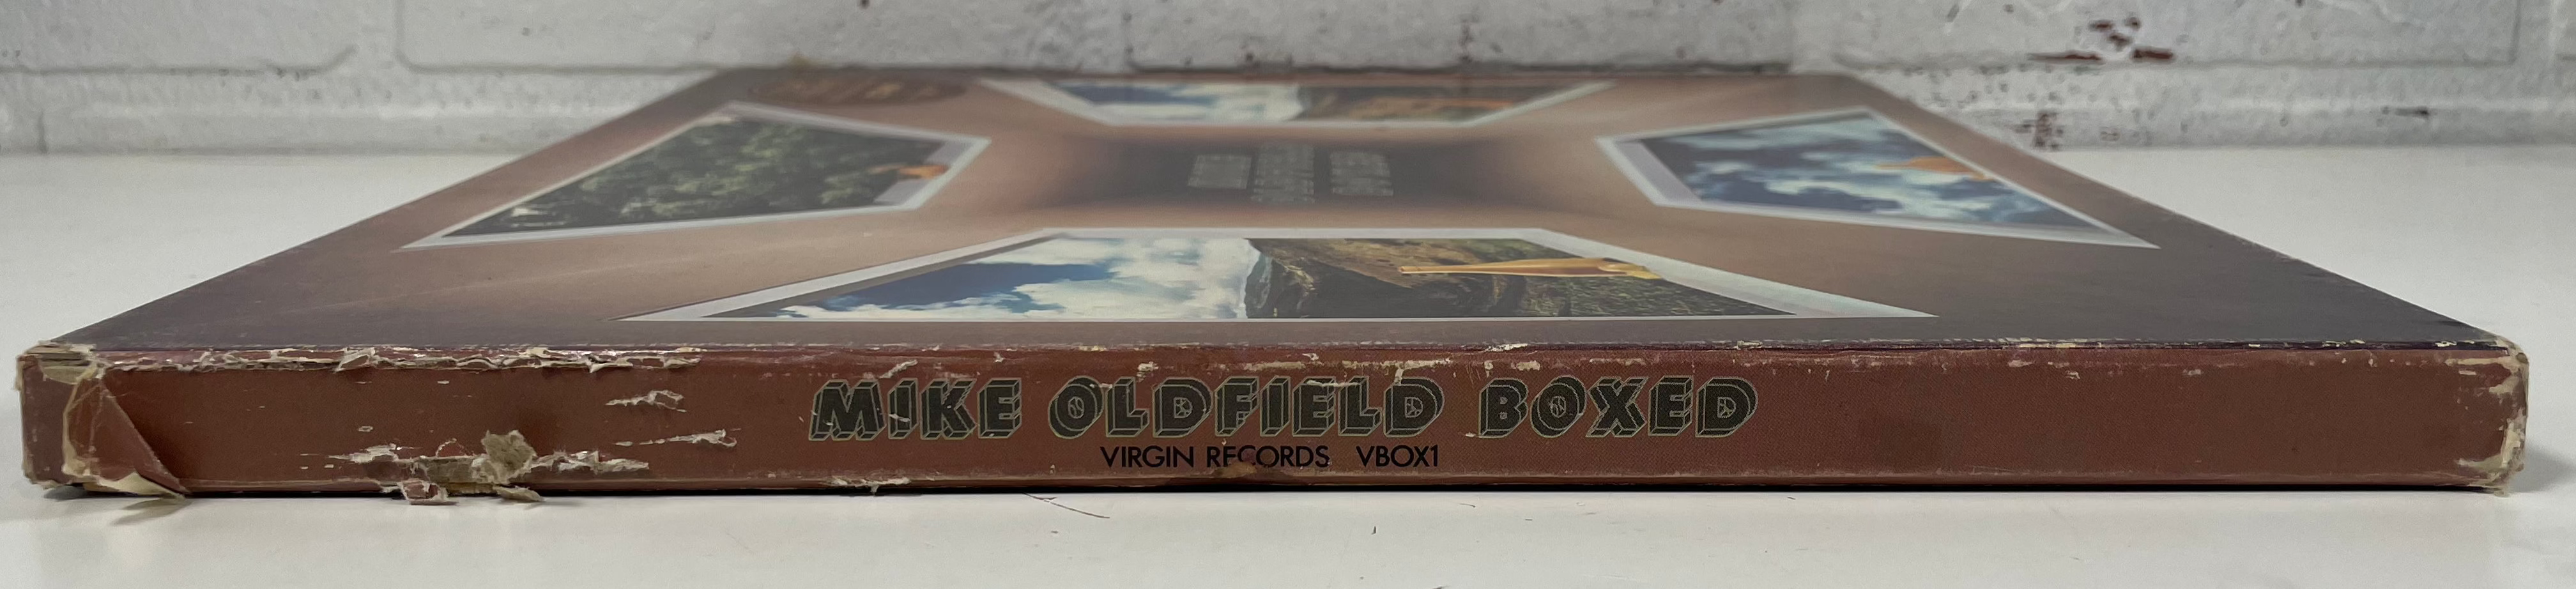 MIKE OLDFIELD BOXED
VIRGIN RECORDS VBOX1